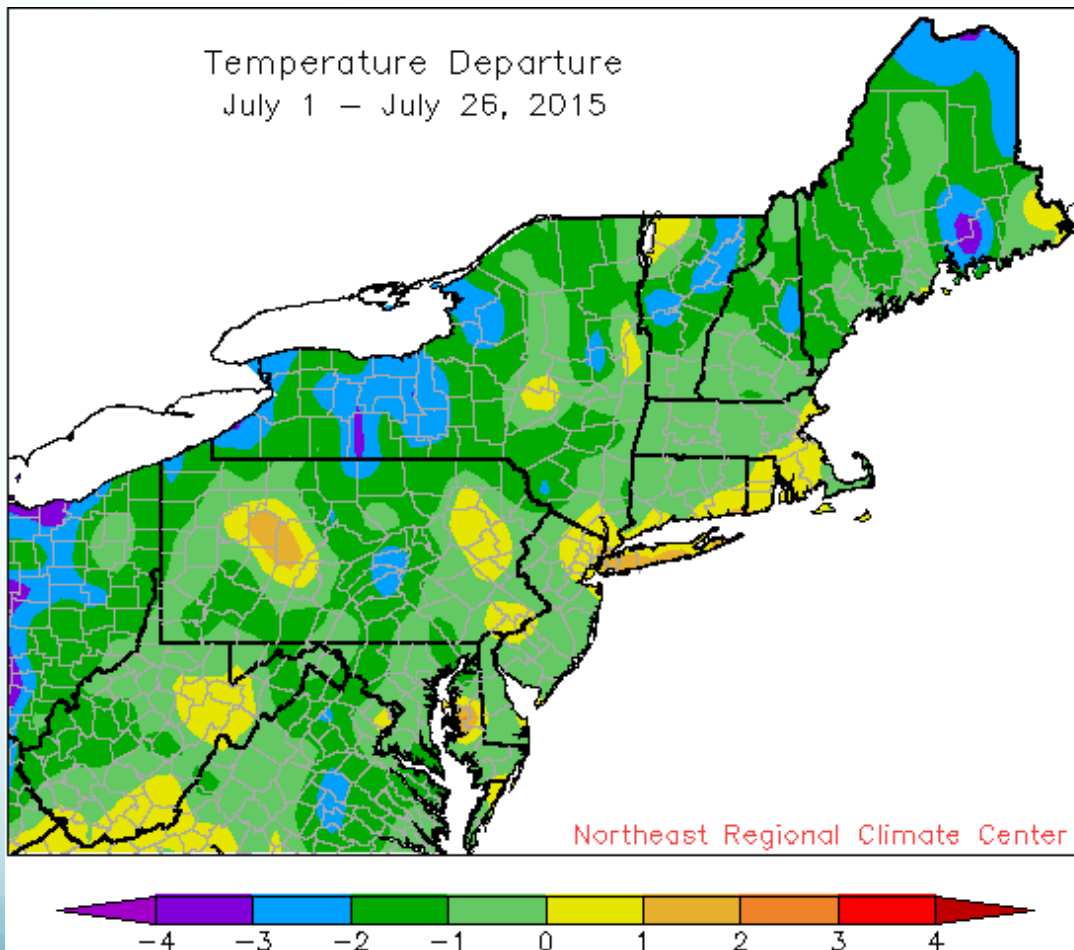 Temperature Departure
July 1 – July 26, 2015
Northeast Regional Climate Center
-4 -3 -2 -1 0 1 2 3 4